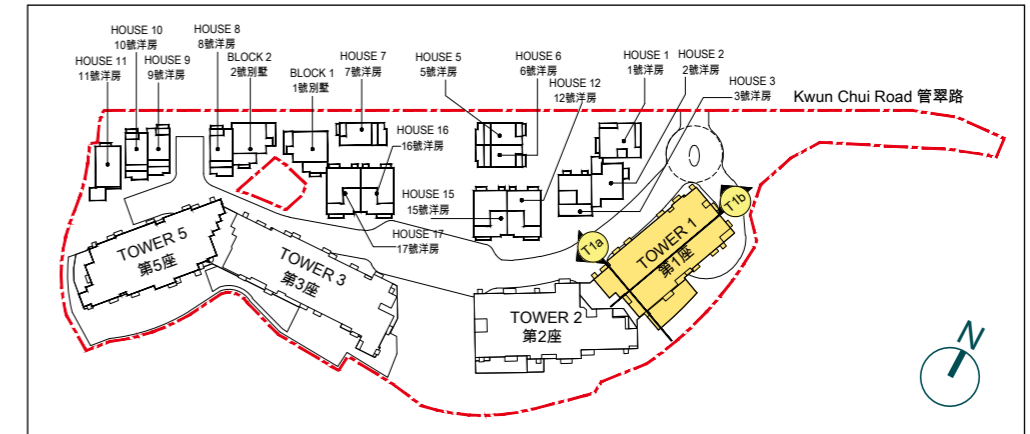 HOUSE 10
10號洋房
HOUSE 8
8號洋房
HOUSE 11
11號洋房
HOUSE 9
9號洋房
BLOCK 2
2號別墅
BLOCK 1
1號別墅
HOUSE 7
7號洋房
HOUSE 5
5號洋房
HOUSE 6
6號洋房
HOUSE 12
12號洋房
HOUSE 1
1號洋房
HOUSE 2
2號洋房
HOUSE 3
3號洋房
Kwun Chui Road 管翠路
HOUSE 16
16號洋房
HOUSE 15
15號洋房
HOUSE 17
17號洋房
TOWER 5
第5座
TOWER 3
第3座
TOWER 2
第2座
TOWER 1
第1座
T1a
T1b
N